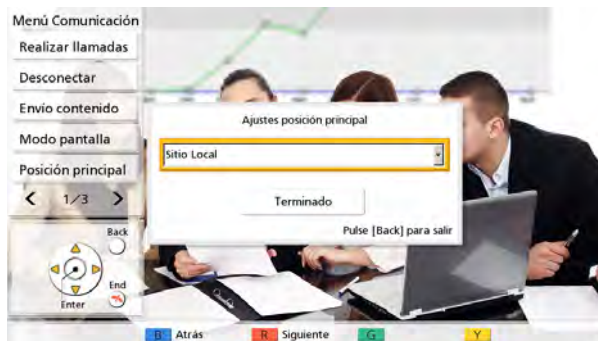 Menú Comunicación
Realizar llamadas
Desconectar
Envío contenido
Modo pantalla
Posición principal
1/3
Back
End
Enter
Ajustes posición principal
Sitio Local
Terminado
Pulse [Back] para salir
B Atrás R Siguiente G Y